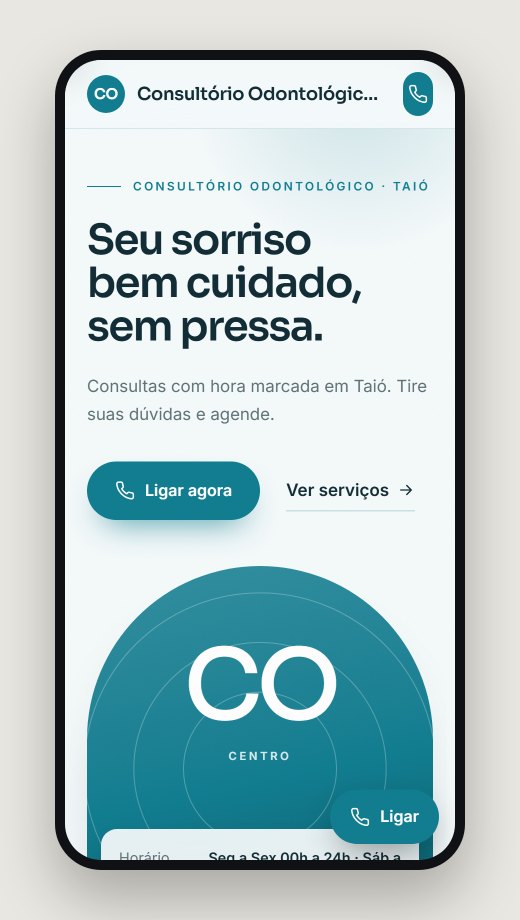 CO Consultório Odontológic...
CONSULTÓRIO ODONTOLÓGICO · TAIÓ
Seu sorriso
bem cuidado,
sem pressa.
Consultas com hora marcada em Taió. Tire
suas dúvidas e agende.
Ligar agora
Ver serviços →
CO
CENTRO
Ligar
Horário Seg a Sex 00h a 24h · Sáb a